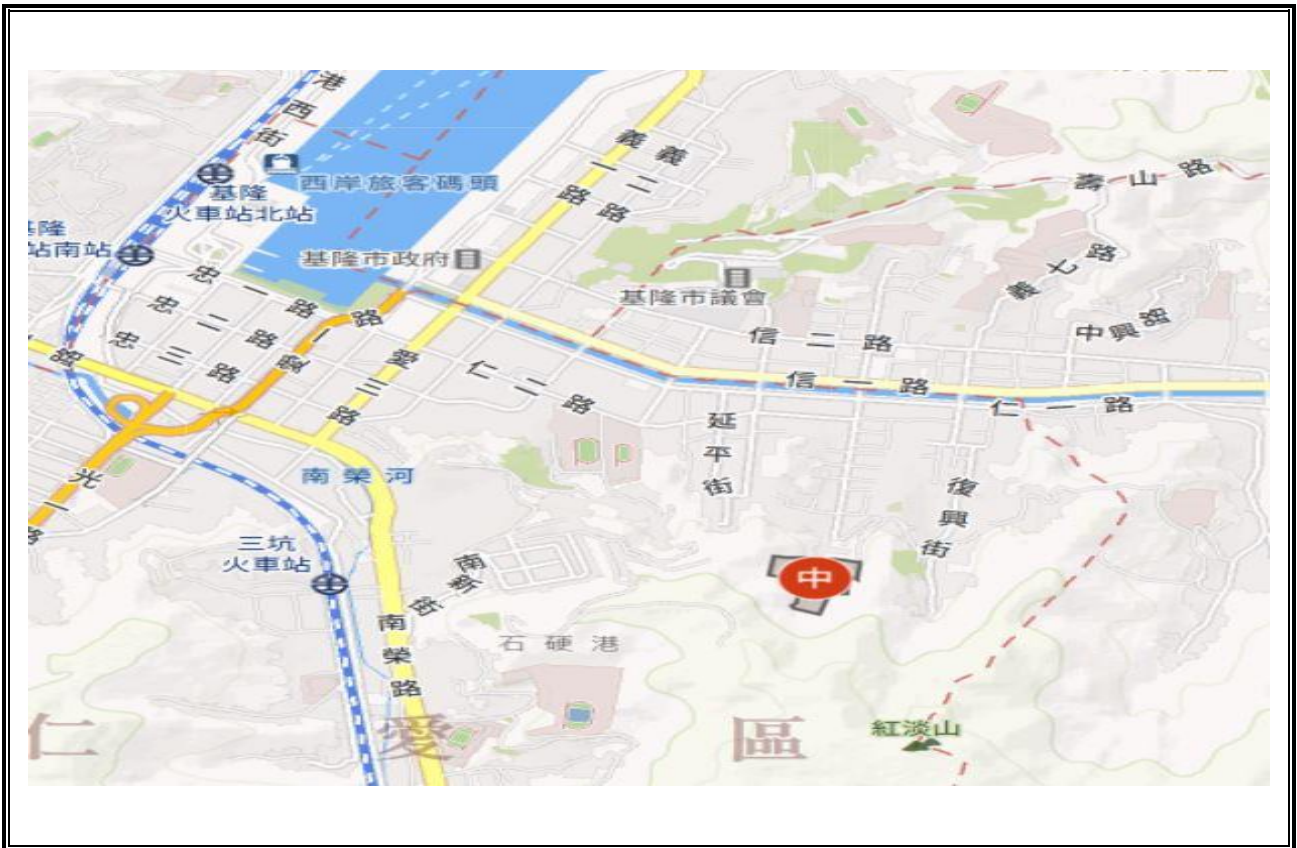 港西街
義一路
義二路
壽山路
西岸旅客碼頭
基隆
火車站北站
基隆
站南站
基隆市政府
義七路
基隆市議會
忠一路
忠二路
忠三路
愛一路
愛三路
仁二路
信二路
中興路
信一路
仁一路
延平街
南榮河
復興街
光一路
三坑
火車站
南新街
中
南榮路
石硬港
仁愛區
紅淡山